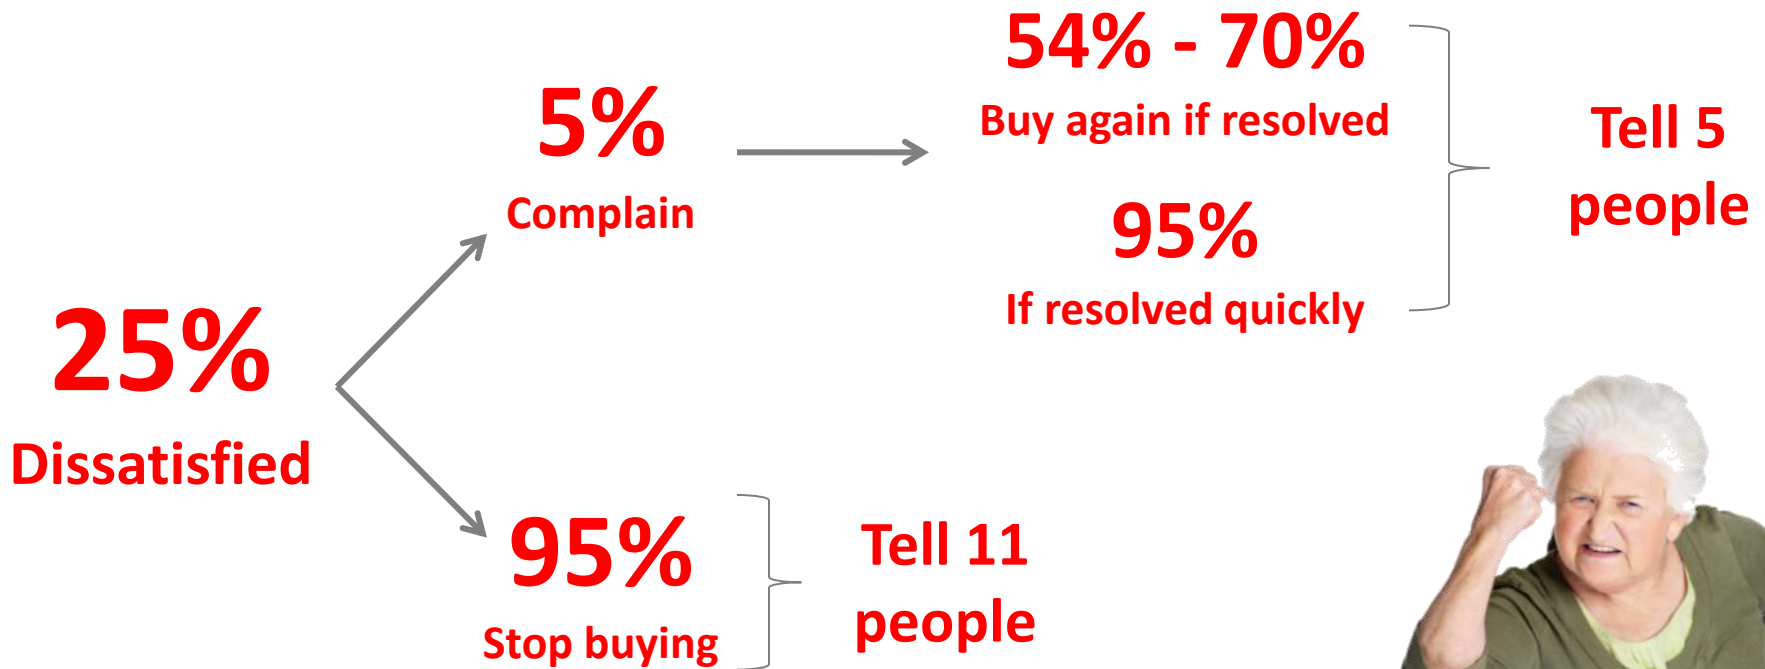 25%
Dissatisfied
5%
Complain
54% - 70%
Buy again if resolved
95%
If resolved quickly
Tell 5
people
95%
Stop buying
Tell 11
people